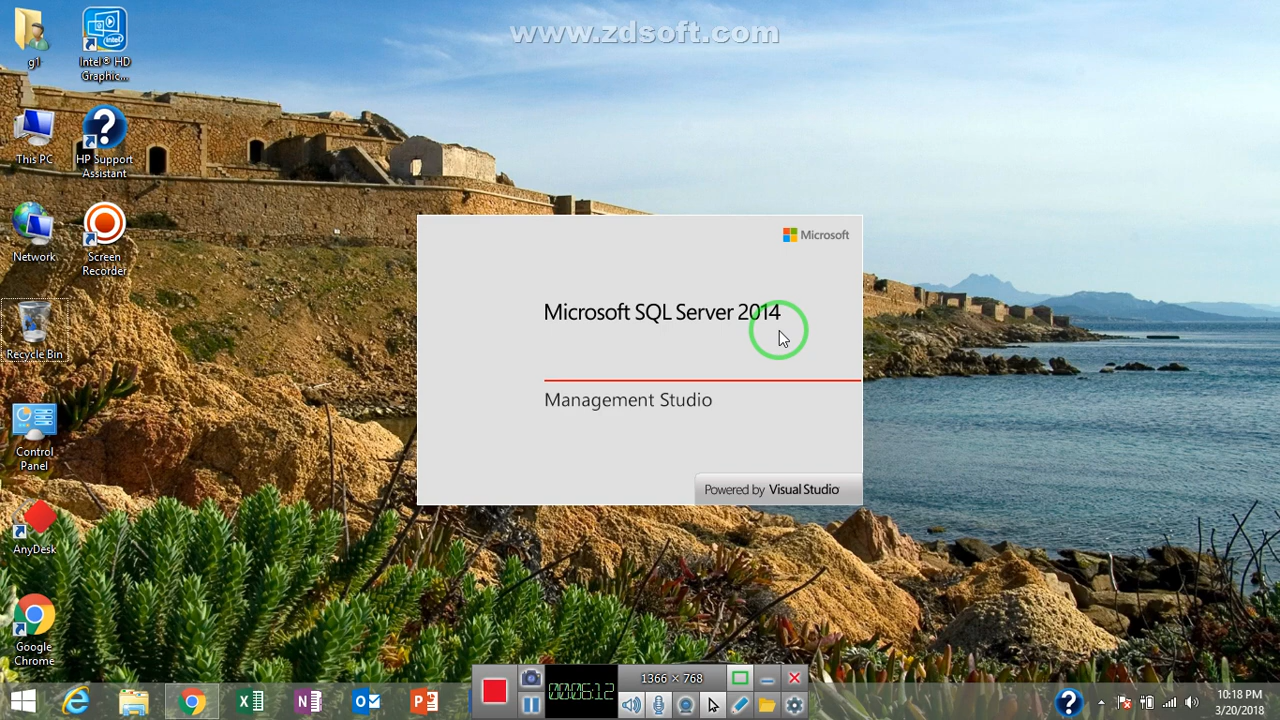 www.zdsoft.com
g1
Intel® HD
Graphic...
This PC
HP Support
Assistant
Network
Screen
Recorder
Recycle Bin
Control
Panel
AnyDesk
Google
Chrome
Microsoft
Microsoft SQL Server 2014
Management Studio
Powered by Visual Studio
000612
1366 × 768
10:18 PM
3/20/2018